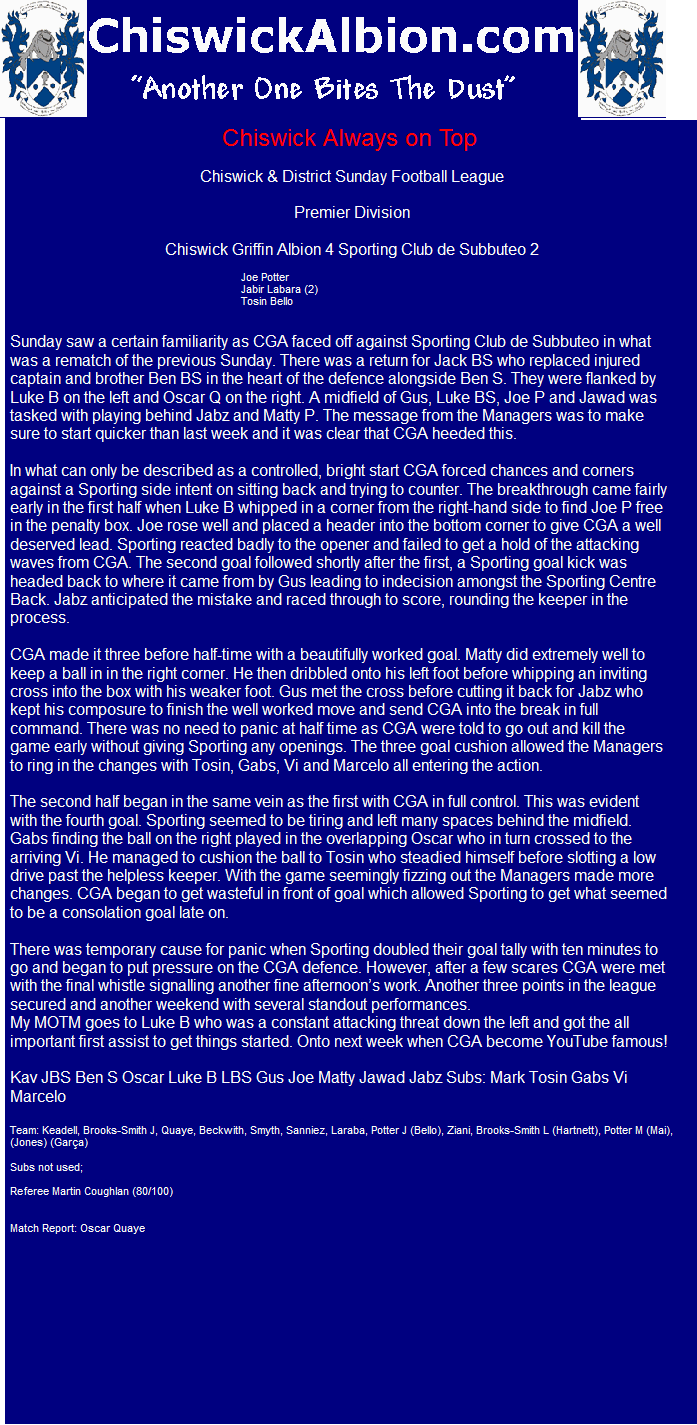 ChiswickAlbion.com
"Another One Bites The Dust"
Chiswick Always on Top
Chiswick & District Sunday Football League
Premier Division
Chiswick Griffin Albion 4 Sporting Club de Subbuteo 2
Joe Potter
Jabir Labara (2)
Tosin Bello
Sunday saw a certain familiarity as CGA faced off against Sporting Club de Subbuteo in what
was a rematch of the previous Sunday. There was a return for Jack BS who replaced injured
captain and brother Ben BS in the heart of the defence alongside Ben S. They were flanked by
Luke B on the left and Oscar Q on the right. A midfield of Gus, Luke BS, Joe P and Jawad was
tasked with playing behind Jabz and Matty P. The message from the Managers was to make
sure to start quicker than last week and it was clear that CGA heeded this.
In what can only be described as a controlled, bright start CGA forced chances and corners
against a Sporting side intent on sitting back and trying to counter. The breakthrough came fairly
early in the first half when Luke B whipped in a corner from the right-hand side to find Joe P free
in the penalty box. Joe rose well and placed a header into the bottom corner to give CGA a well
deserved lead. Sporting reacted badly to the opener and failed to get a hold of the attacking
waves from CGA. The second goal followed shortly after the first, a Sporting goal kick was
headed back to where it came from by Gus leading to indecision amongst the Sporting Centre
Back. Jabz anticipated the mistake and raced through to score, rounding the keeper in the
process.
CGA made it three before half-time with a beautifully worked goal. Matty did extremely well to
keep a ball in in the right corner. He then dribbled onto his left foot before whipping an inviting
cross into the box with his weaker foot. Gus met the cross before cutting it back for Jabz who
kept his composure to finish the well worked move and send CGA into the break in full
command. There was no need to panic at half time as CGA were told to go out and kill the
game early without giving Sporting any openings. The three goal cushion allowed the Managers
to ring in the changes with Tosin, Gabs, Vi and Marcelo all entering the action.
The second half began in the same vein as the first with CGA in full control. This was evident
with the fourth goal. Sporting seemed to be tiring and left many spaces behind the midfield.
Gabs finding the ball on the right played in the overlapping Oscar who in turn crossed to the
arriving Vi. He managed to cushion the ball to Tosin who steadied himself before slotting a low
drive past the helpless keeper. With the game seemingly fizzing out the Managers made more
changes. CGA began to get wasteful in front of goal which allowed Sporting to get what seemed
to be a consolation goal late on.
There was temporary cause for panic when Sporting doubled their goal tally with ten minutes to
go and began to put pressure on the CGA defence. However, after a few scares CGA were met
with the final whistle signalling another fine afternoon's work. Another three points in the league
secured and another weekend with several standout performances.
My MOTM goes to Luke B who was a constant attacking threat down the left and got the all
important first assist to get things started. Onto next week when CGA become YouTube famous!
Kav JBS Ben S Oscar Luke B LBS Gus Joe Matty Jawad Jabz Subs: Mark Tosin Gabs Vi
Marcelo
Team: Keadell, Brooks-Smith J, Quaye, Beckwith, Smyth, Sanniez, Laraba, Potter J (Bello), Ziani, Brooks-Smith L (Hartnett), Potter M (Mai),
(Jones) (Garça)
Subs not used;
Referee Martin Coughlan (80/100)
Match Report: Oscar Quaye